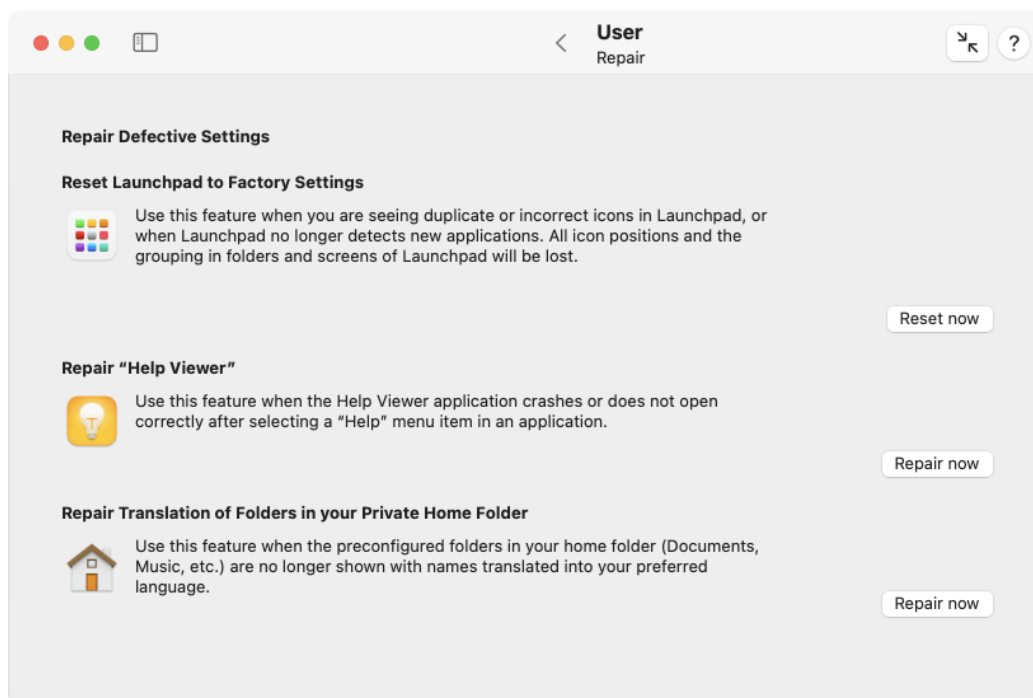 User
Repair
?
Repair Defective Settings
Reset Launchpad to Factory Settings
Use this feature when you are seeing duplicate or incorrect icons in Launchpad, or
when Launchpad no longer detects new applications. All icon positions and the
grouping in folders and screens of Launchpad will be lost.
Reset now
Repair “Help Viewer”
Use this feature when the Help Viewer application crashes or does not open
correctly after selecting a “Help” menu item in an application.
Repair now
Repair Translation of Folders in your Private Home Folder
Use this feature when the preconfigured folders in your home folder (Documents,
Music, etc.) are no longer shown with names translated into your preferred
language.
Repair now